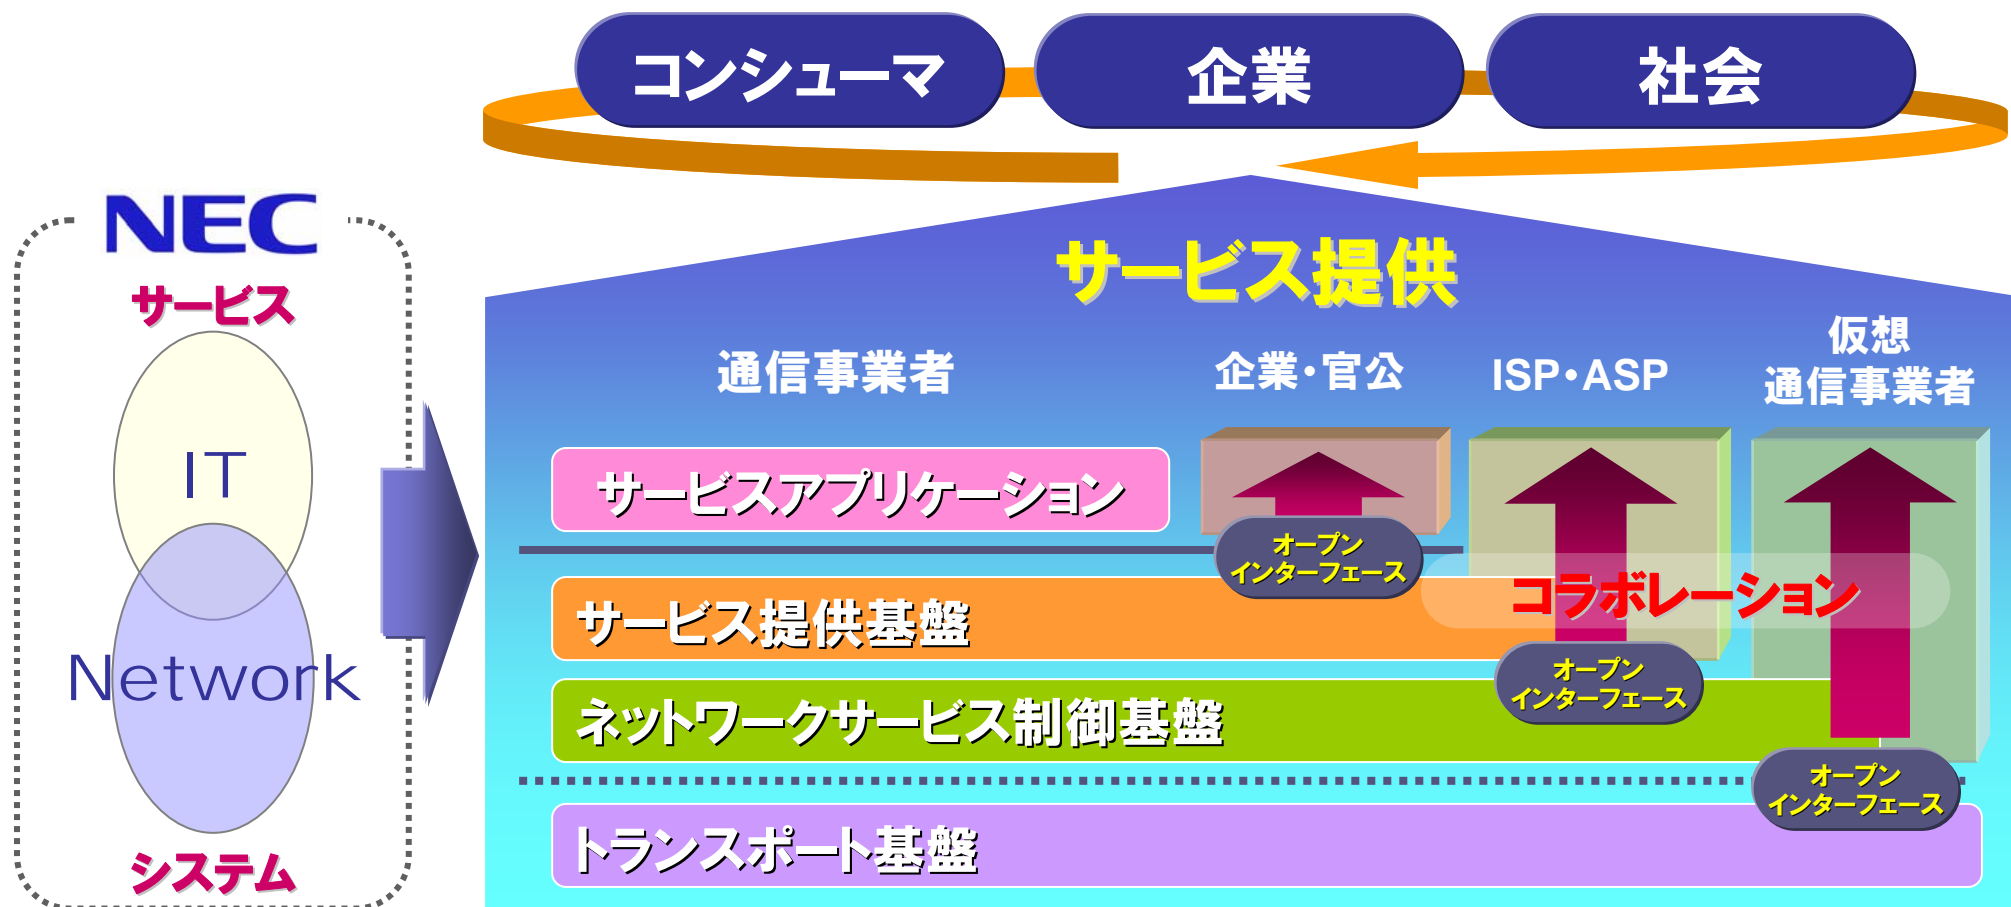 コンシューマ
企業
社会
NEC
サービス
IT
Network
システム
サービス提供
通信事業者
企業・官公
ISP・ASP
仮想
通信事業者
サービスアプリケーション
オープン
インターフェース
サービス提供基盤
コラボレーション
オープン
インターフェース
ネットワークサービス制御基盤
オープン
インターフェース
トランスポート基盤